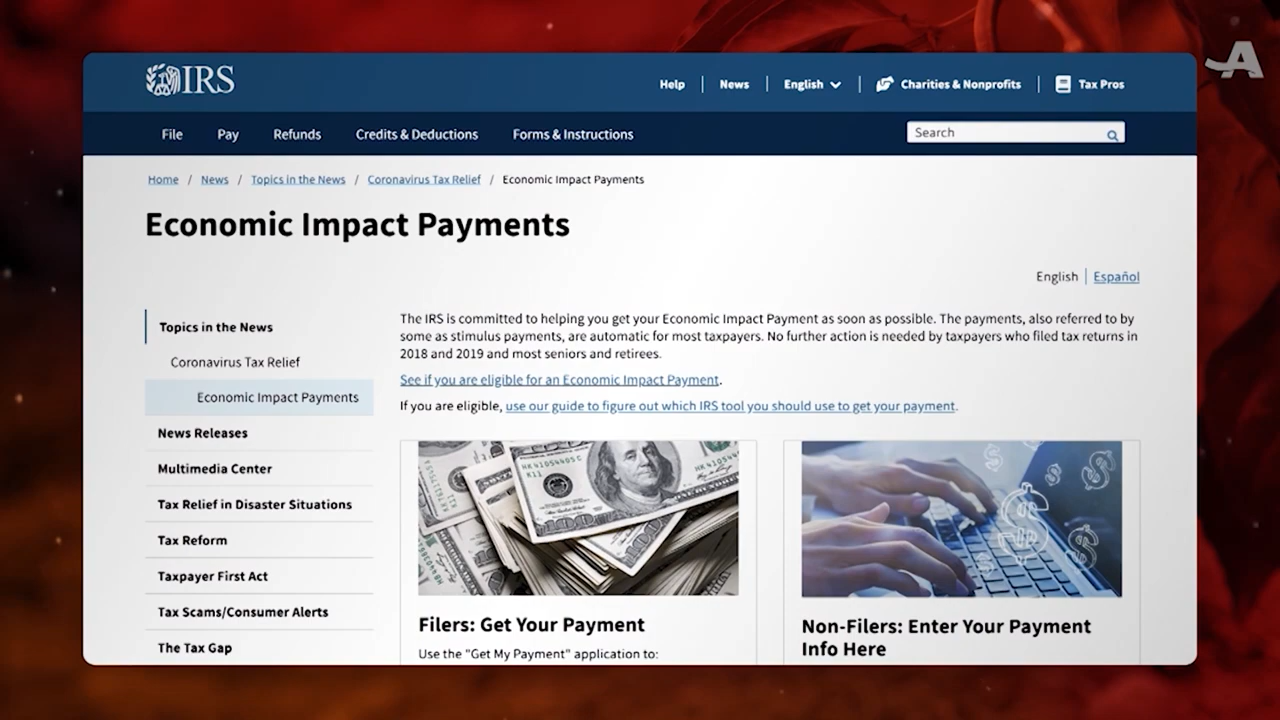 IRS
Help
News
English
Charities & Nonprofits
Tax Pros
File
Pay
Refunds
Credits & Deductions
Forms & Instructions
Search
Home / News / Topics in the News / Coronavirus Tax Relief / Economic Impact Payments
Economic Impact Payments
English
Español
Topics in the News
Coronavirus Tax Relief
Economic Impact Payments
News Releases
Multimedia Center
Tax Relief in Disaster Situations
Tax Reform
Taxpayer First Act
Tax Scams/Consumer Alerts
The Tax Gap
The IRS is committed to helping you get your Economic Impact Payment as soon as possible. The payments, also referred to by
some as stimulus payments, are automatic for most taxpayers. No further action is needed by taxpayers who filed tax returns in
2018 and 2019 and most seniors and retirees.
See if you are eligible for an Economic Impact Payment.
If you are eligible, use our guide to figure out which IRS tool you should use to get your payment.
K11
100
Filers: Get Your Payment
Use the "Get My Payment" application to:
Non-Filers: Enter Your Payment
Info Here
A